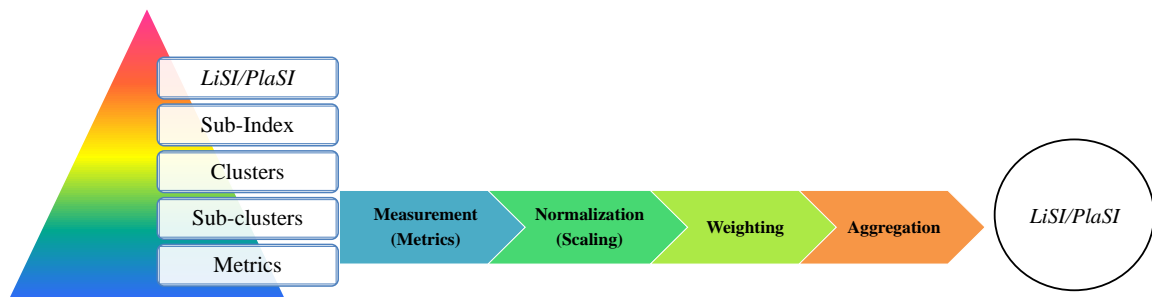 LiSI/PlaSI
Sub-Index
Clusters
Sub-clusters
Metrics
Measurement
(Metrics)
Normalization
(Scaling)
Weighting
Aggregation
LiSI/PlaSI